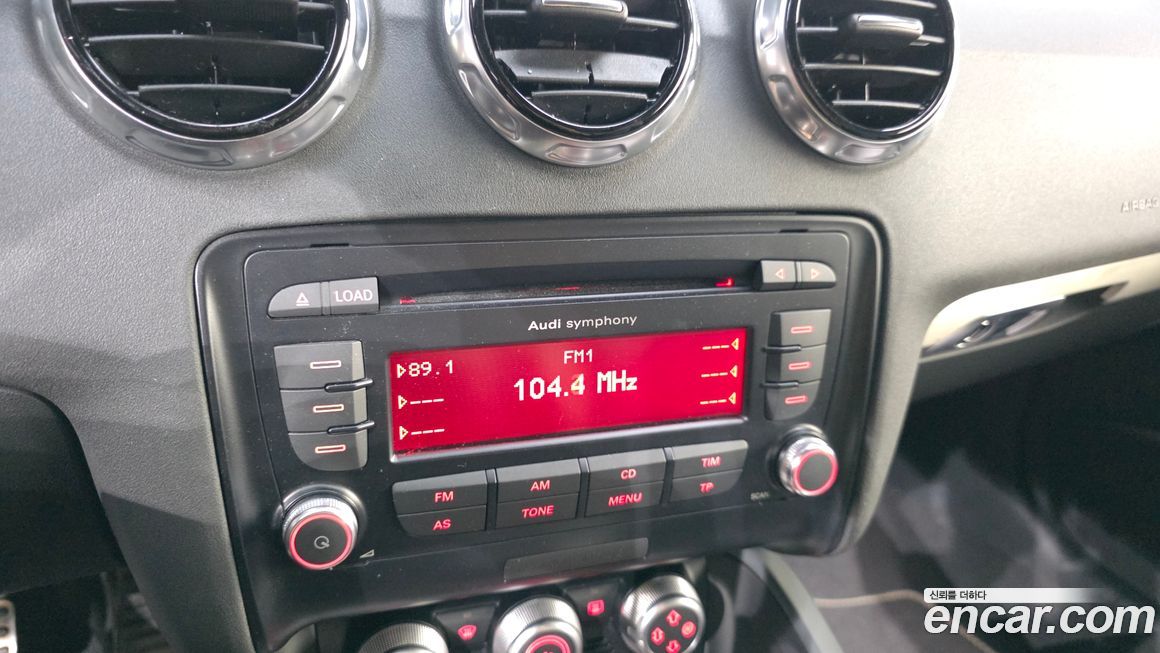 AIRBAG
LOAD
Audi symphony
89.1
FM1
104.4 MHz
---
---
---
---
---
FM
AM
CD
TIM
AS
TONE
MENU
TP
SCAN
신뢰를 더하다
encar.com